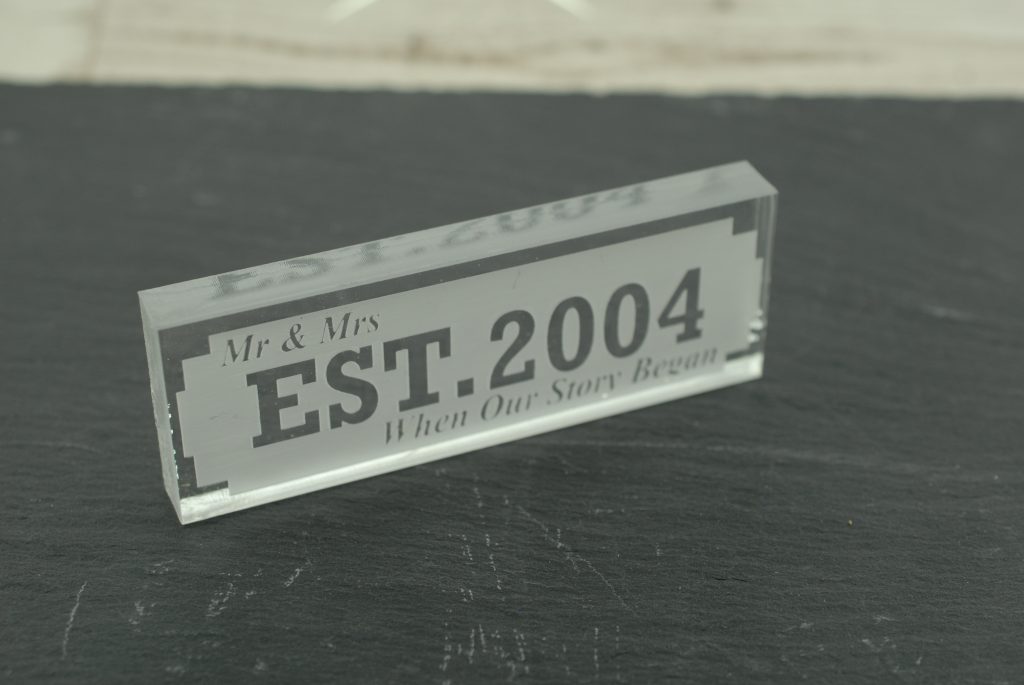 Mr & Mrs
EST.2004
When Our Story Began